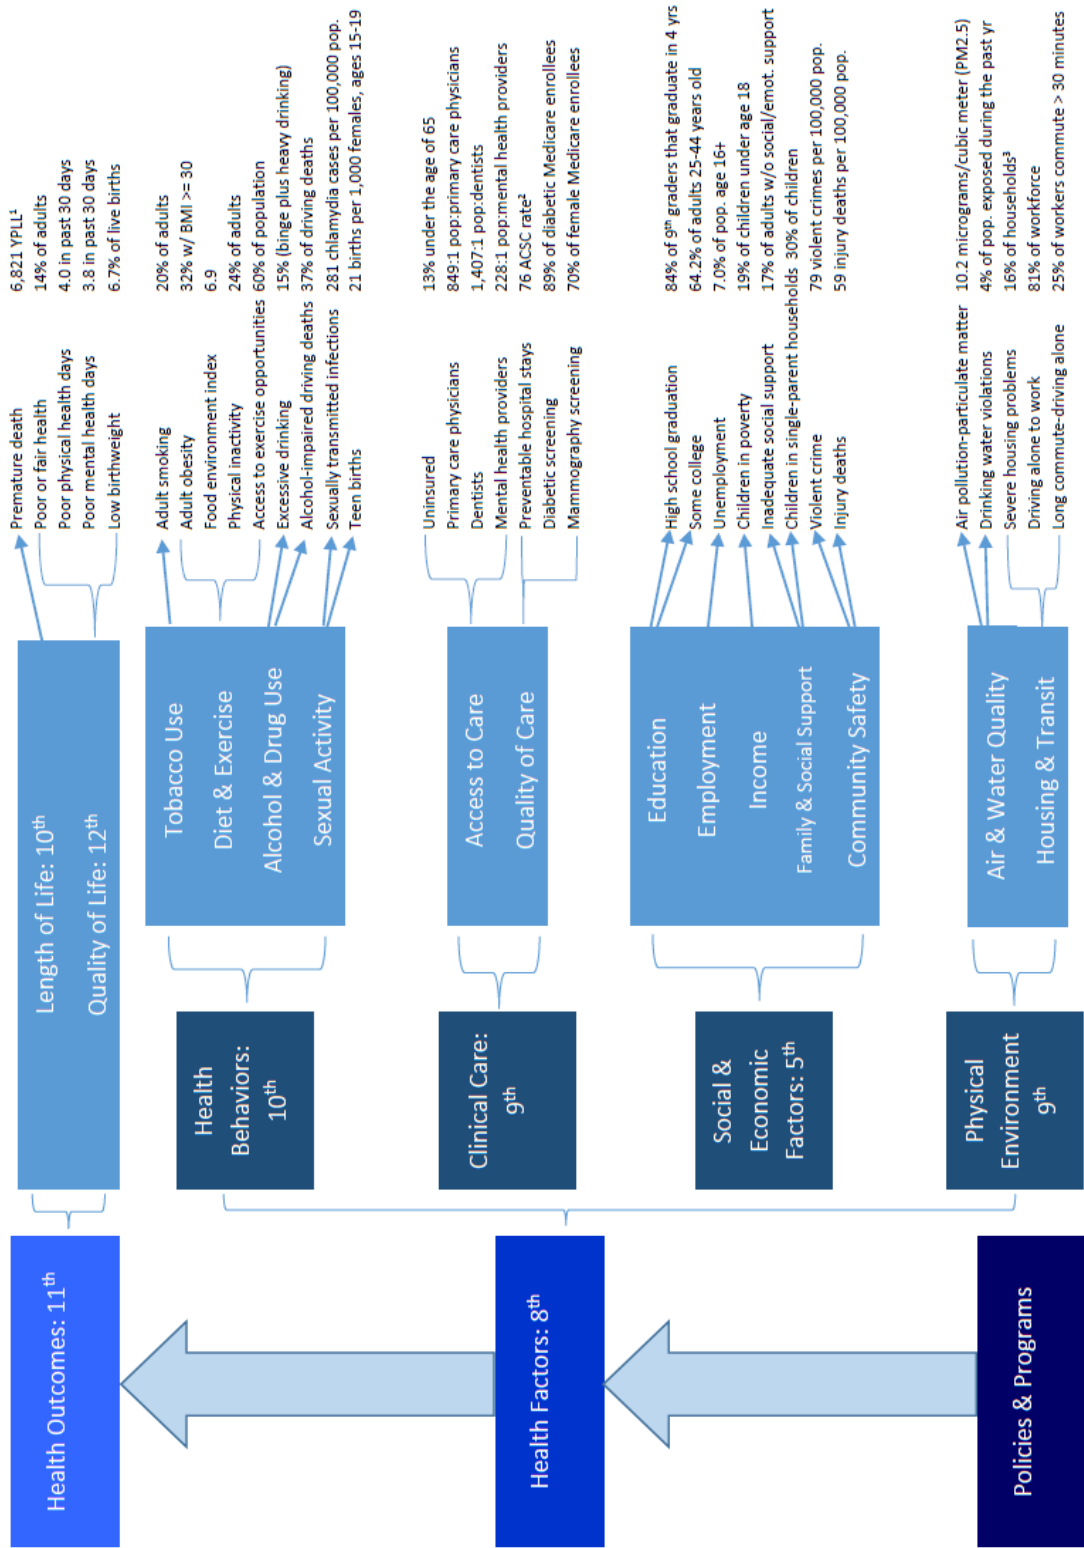 Health Outcomes: 11th
Length of Life: 10th
Quality of Life: 12th
Premature death 6,821 YPLL¹
Poor or fair health 14% of adults
Poor physical health days 4.0 in past 30 days
Poor mental health days 3.8 in past 30 days
Low birthweight 6.7% of live births
Health Factors: 8th
Health
Behaviors:
10th
Tobacco Use
Diet & Exercise
Alcohol & Drug Use
Sexual Activity
Adult smoking 20% of adults
Adult obesity 32% w/ BMI >= 30
Food environment index 6.9
Physical inactivity 24% of adults
Access to exercise opportunities 60% of population
Excessive drinking 15% (binge plus heavy drinking)
Alcohol-impaired driving deaths 37% of driving deaths
Sexually transmitted infections 281 chlamydia cases per 100,000 pop.
Teen births 21 births per 1,000 females, ages 15-19
Clinical Care:
9th
Access to Care
Quality of Care
Uninsured 13% under the age of 65
Primary care physicians 849:1 pop:primary care physicians
Dentists 1,407:1 pop:dentists
Mental health providers 228:1 pop:mental health providers
Preventable hospital stays 76 ACSC rate²
Diabetic screening 89% of diabetic Medicare enrollees
Mammography screening 70% of female Medicare enrollees
Social &
Economic
Factors: 5th
Education
Employment
Income
Family & Social Support
Community Safety
High school graduation 84% of 9th graders that graduate in 4 yrs
Some college 64.2% of adults 25-44 years old
Unemployment 7.0% of pop. age 16+
Children in poverty 19% of children under age 18
Inadequate social support 17% of adults w/o social/emot. support
Children in single-parent households 30% of children
Violent crime 79 violent crimes per 100,000 pop.
Injury deaths 59 injury deaths per 100,000 pop.
Policies & Programs
Physical
Environment
9th
Air & Water Quality
Housing & Transit
Air pollution-particulate matter 10.2 micrograms/cubic meter (PM2.5)
Drinking water violations 4% of pop. exposed during the past yr
Severe housing problems 16% of households³
Driving alone to work 81% of workforce
Long commute-driving alone 25% of workers commute > 30 minutes